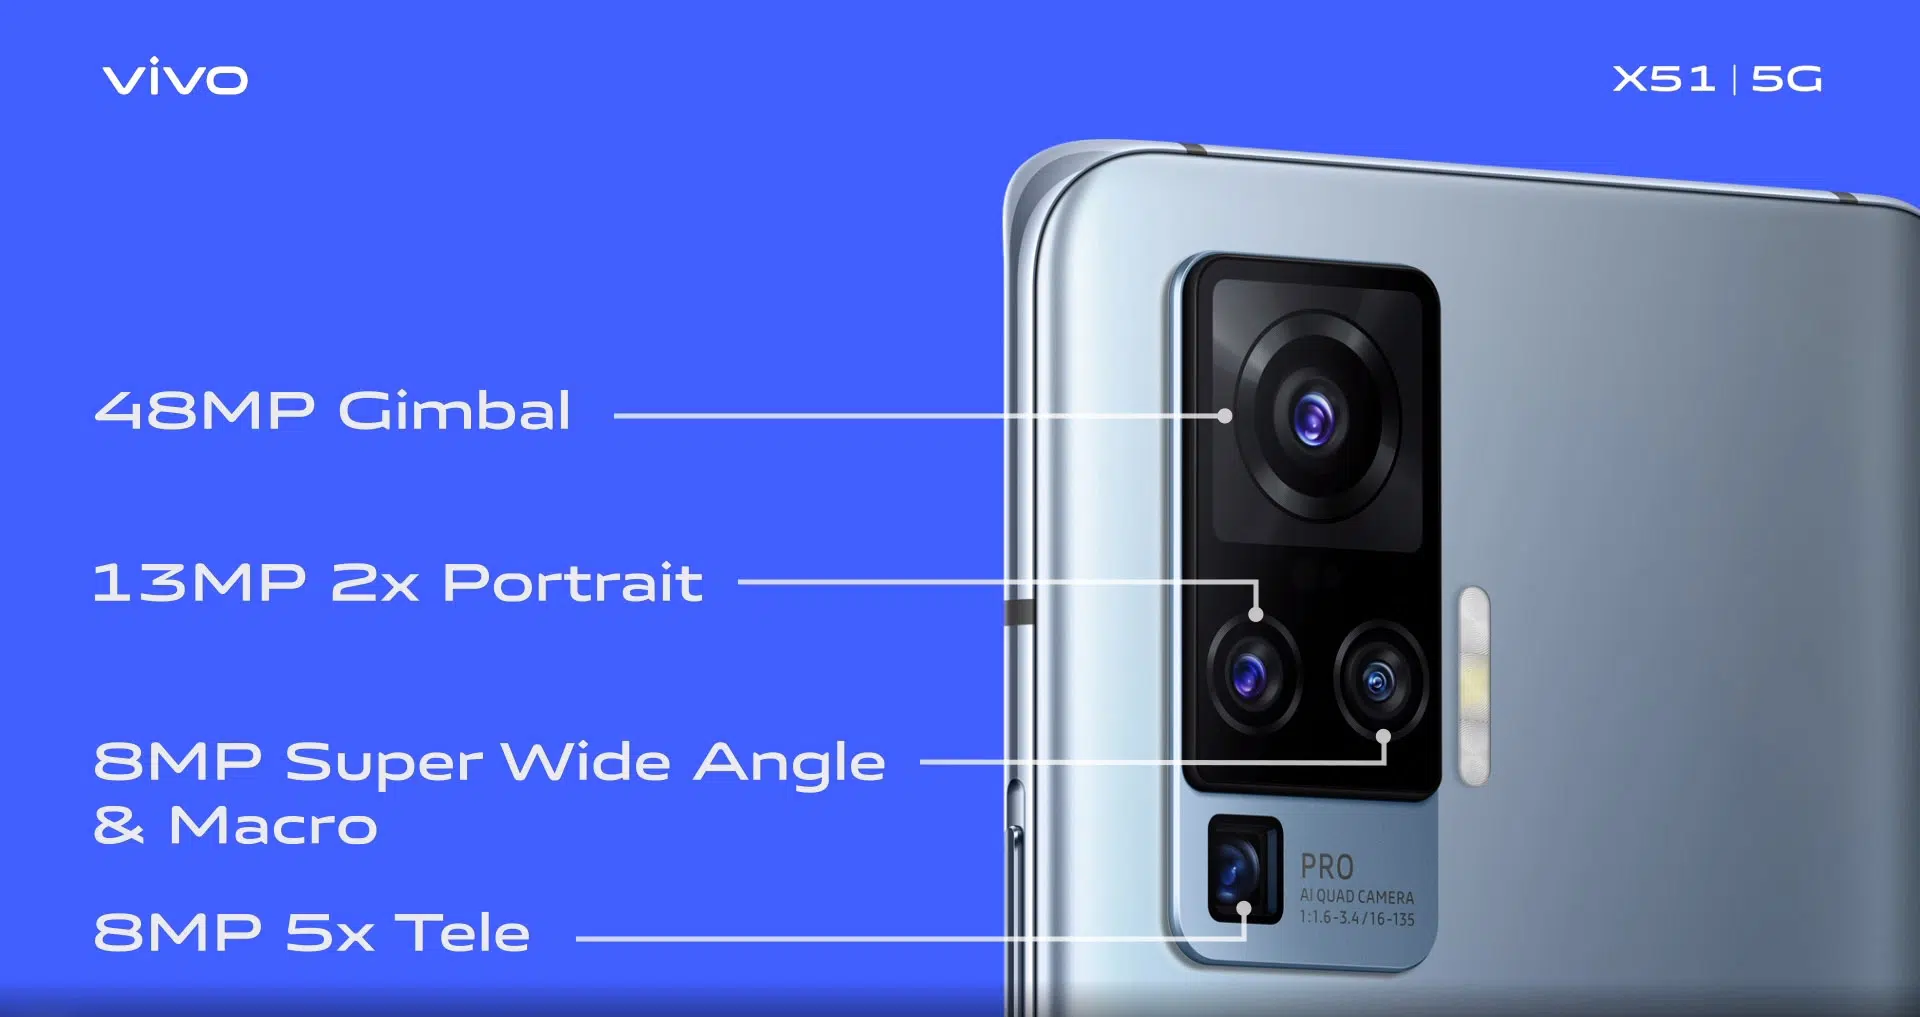 vivo
X51 | 5G
48MP Gimbal
13MP 2x Portrait
8MP Super Wide Angle
& Macro
8MP 5x Tele
PRO
AI QUAD CAMERA
1:1.6-3.4/16-135